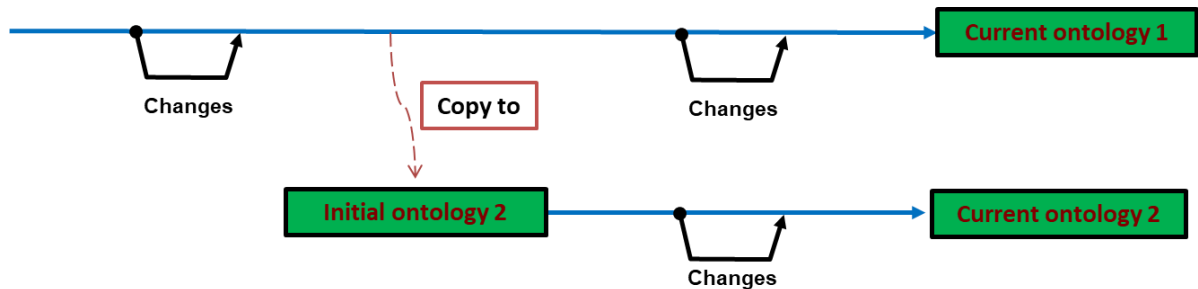 Current ontology 1
Changes
Copy to
Changes
Initial ontology 2
Current ontology 2
Changes